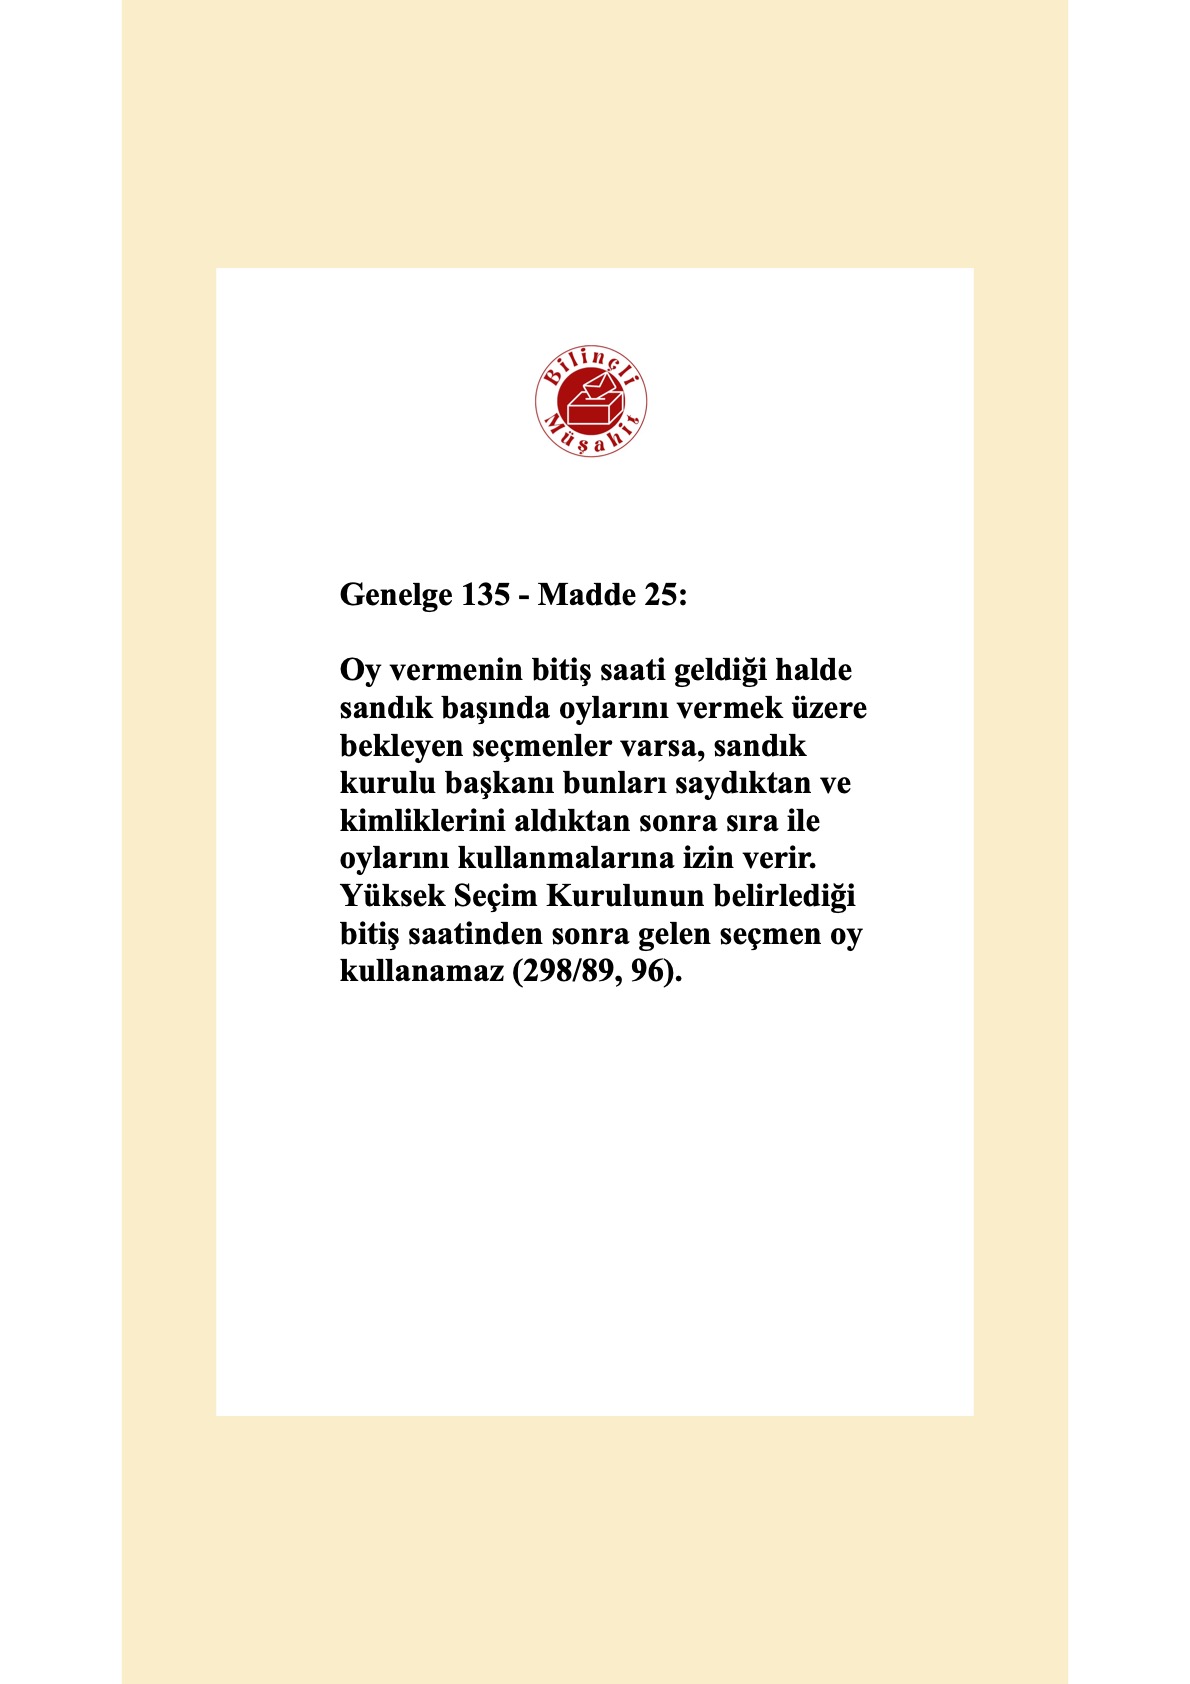 Bilinçli
Müşahit
Genelge 135 - Madde 25:
Oy vermenin bitiş saati geldiği halde
sandık başında oylarını vermek üzere
bekleyen seçmenler varsa, sandık
kurulu başkanı bunları saydıktan ve
kimliklerini aldıktan sonra sıra ile
oylarını kullanmalarına izin verir.
Yüksek Seçim Kurulunun belirlediği
bitiş saatinden sonra gelen seçmen oy
kullanamaz (298/89, 96).